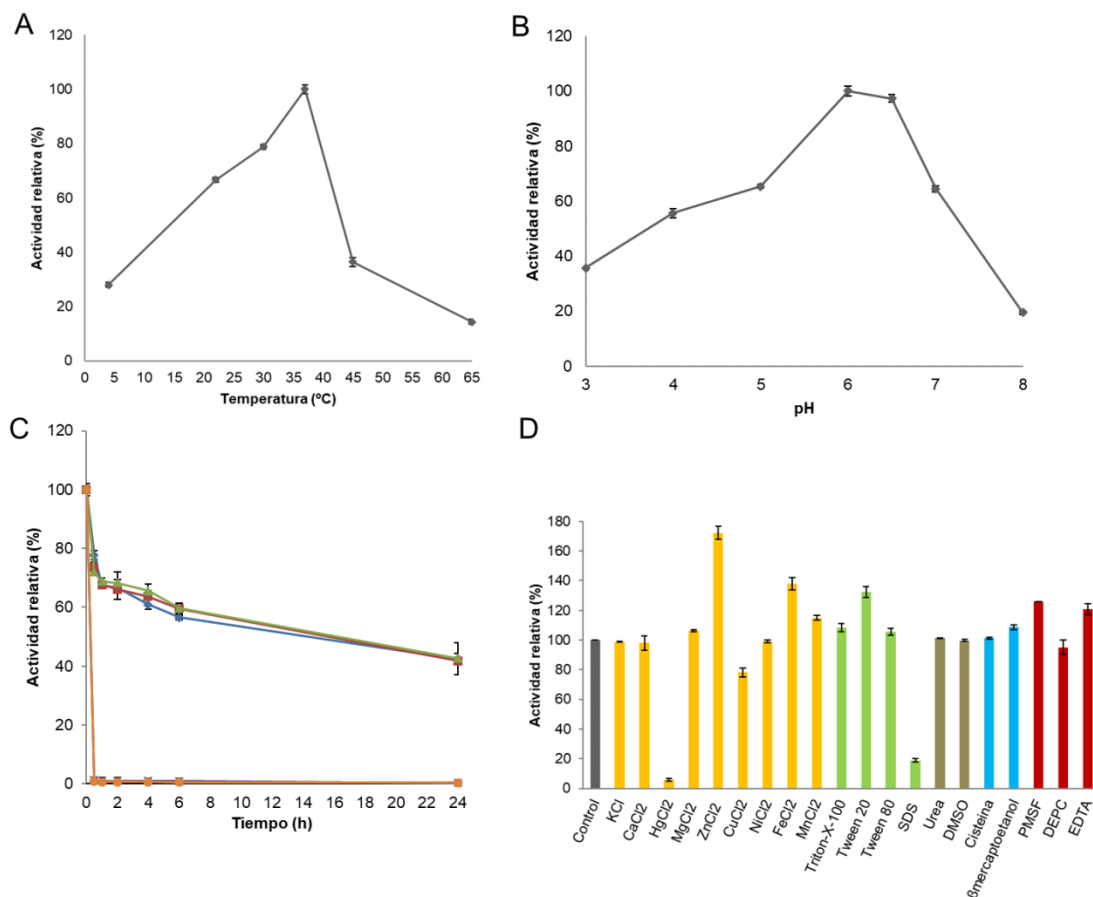 A
120
100
80
60
40
20
0
Actividad relativa (%)
0 5 10 15 22 30 37 45 50 55 60 65
Temperatura (ºC)
B
120
100
80
60
40
20
0
Actividad relativa (%)
3 4 5 6 7 8
pH
C
120
100
80
60
40
20
0
Actividad relativa (%)
0 2 4 6 8 10 12 14 16 18 20 22 24
Tiempo (h)
D
180
160
140
120
100
80
60
40
20
0
Actividad relativa (%)
Control
KCl
CaCl2
HgCl2
MgCl2
ZnCl2
CuCl2
NiCl2
FeCl2
MnCl2
Triton-X-100
Tween 20
Tween 80
SDS
Urea
DMSO
Cisteina
βmercaptoetanol
PMSF
DEPC
EDTA